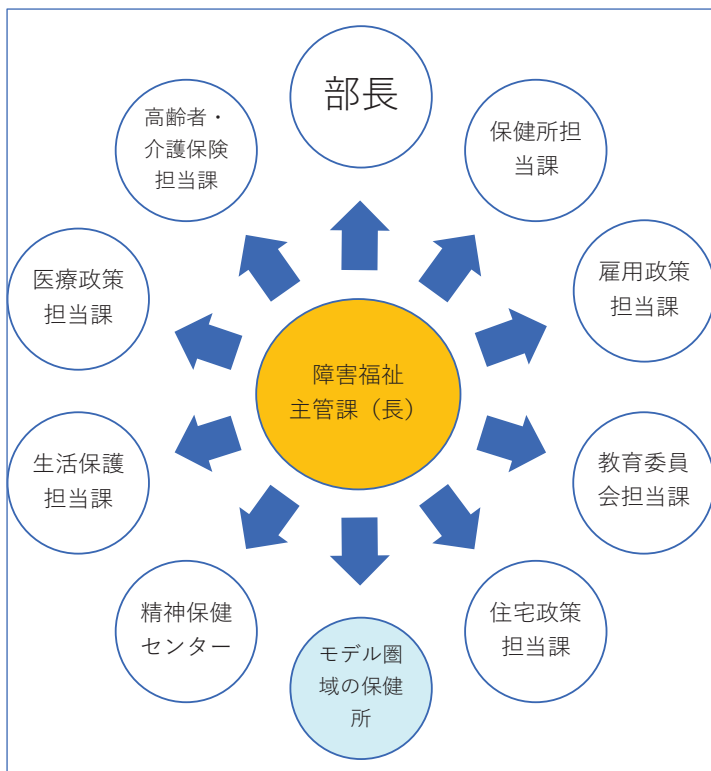 部長
高齢者・
介護保険
担当課
保健所担
当課
医療政策
担当課
雇用政策
担当課
障害福祉
主管課（長）
生活保護
担当課
教育委員
会担当課
精神保健
センター
住宅政策
担当課
モデル圏
域の保健
所